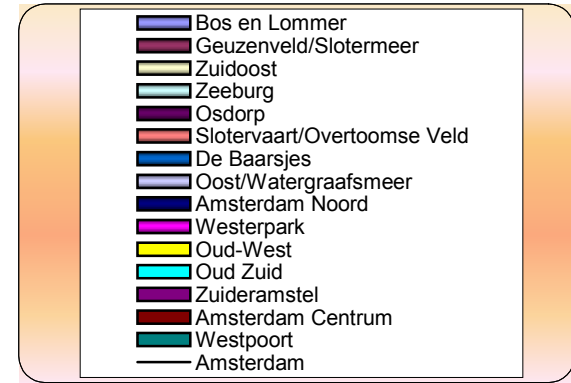 Bos en Lommer
Geuzenveld/Slotermeer
Zuidoost
Zeeburg
Osdorp
Slotervaart/Overtoomse Veld
De Baarsjes
Oost/Watergraafsmeer
Amsterdam Noord
Westerpark
Oud-West
Oud Zuid
Zuideramstel
Amsterdam Centrum
Westpoort
Amsterdam